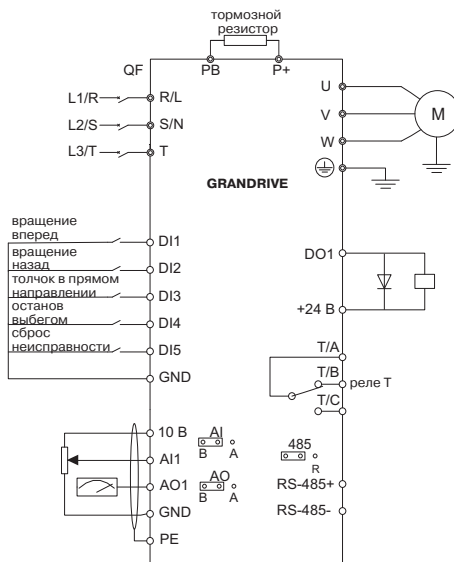 тормозной
резистор
QF
PB
P+
L1/R
R/L
L2/S
S/N
L3/T
T
U
V
W
M
GRANDRIVE
вращение
вперед
DI1
вращение
назад
DI2
толчок в прямом
направлении
DI3
останов
выбегом
DI4
сброс
неисправности
DI5
GND
DO1
+24 В
T/A
T/B
реле T
T/C
10 В
AI
B
A
AI1
AO1
AO
B
A
GND
PE
485
R
RS-485+
RS-485-